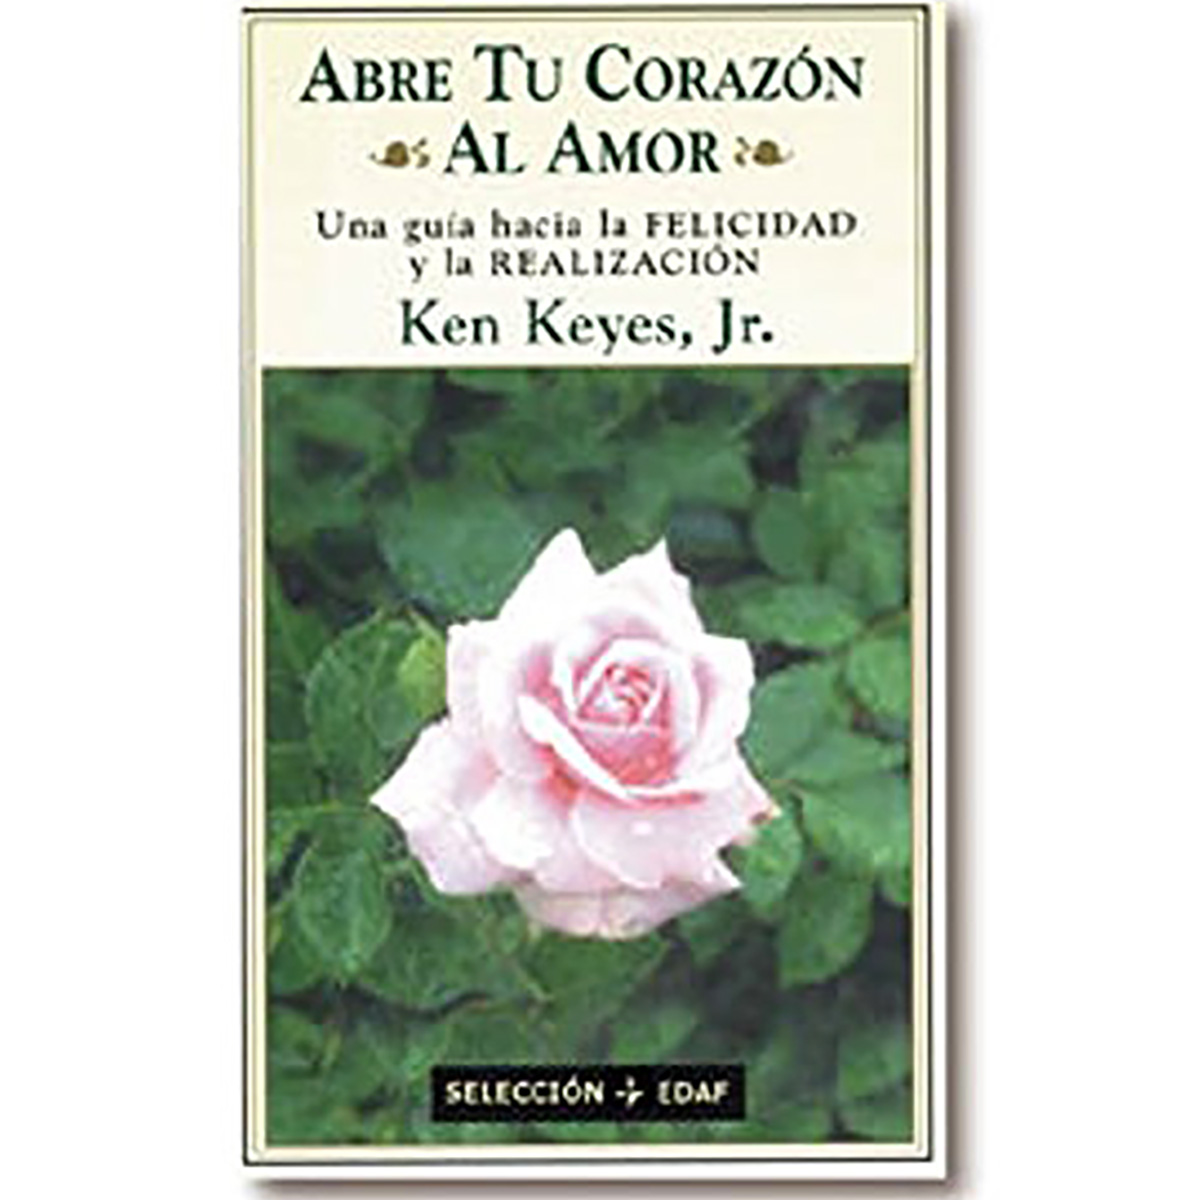 ABRE TU CORAZÓN
AL AMOR
Una guía hacia la FELICIDAD
y la REALIZACIÓN
Ken Keyes, Jr.
SELECCIÓN EDAF